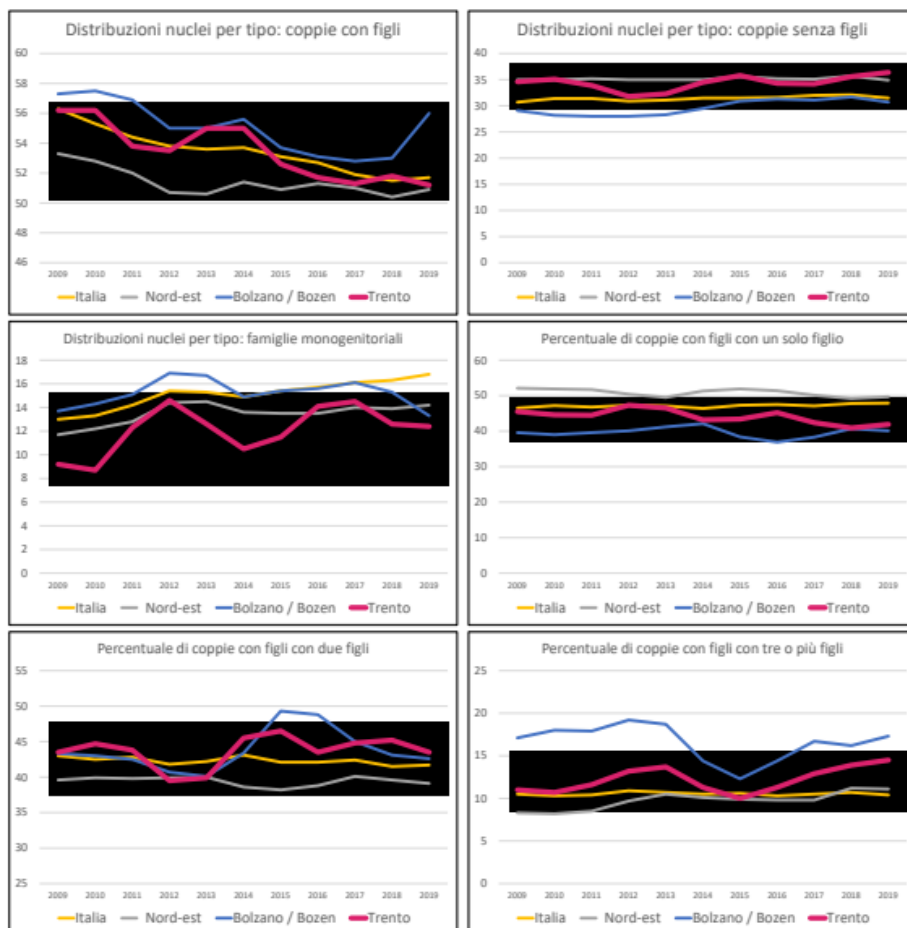 Distribuzioni nuclei per tipo: coppie con figli
60
58
56
54
52
50
48
46
2009 2010 2011 2012 2013 2014 2015 2016 2017 2018 2019
Italia Nord-est Bolzano / Bozen Trento
Distribuzioni nuclei per tipo: coppie senza figli
40
35
30
25
20
15
10
5
0
2009 2010 2011 2012 2013 2014 2015 2016 2017 2018 2019
Italia Nord-est Bolzano / Bozen Trento
Distribuzioni nuclei per tipo: famiglie monogenitoriali
18
16
14
12
10
8
6
4
2
0
2009 2010 2011 2012 2013 2014 2015 2016 2017 2018 2019
Italia Nord-est Bolzano / Bozen Trento
Percentuale di coppie con figli con un solo figlio
60
50
40
30
20
10
0
2009 2010 2011 2012 2013 2014 2015 2016 2017 2018 2019
Italia Nord-est Bolzano / Bozen Trento
Percentuale di coppie con figli con due figli
55
50
45
40
35
30
25
2009 2010 2011 2012 2013 2014 2015 2016 2017 2018 2019
Italia Nord-est Bolzano / Bozen Trento
Percentuale di coppie con figli con tre o più figli
25
20
15
10
5
0
2009 2010 2011 2012 2013 2014 2015 2016 2017 2018 2019
Italia Nord-est Bolzano / Bozen Trento